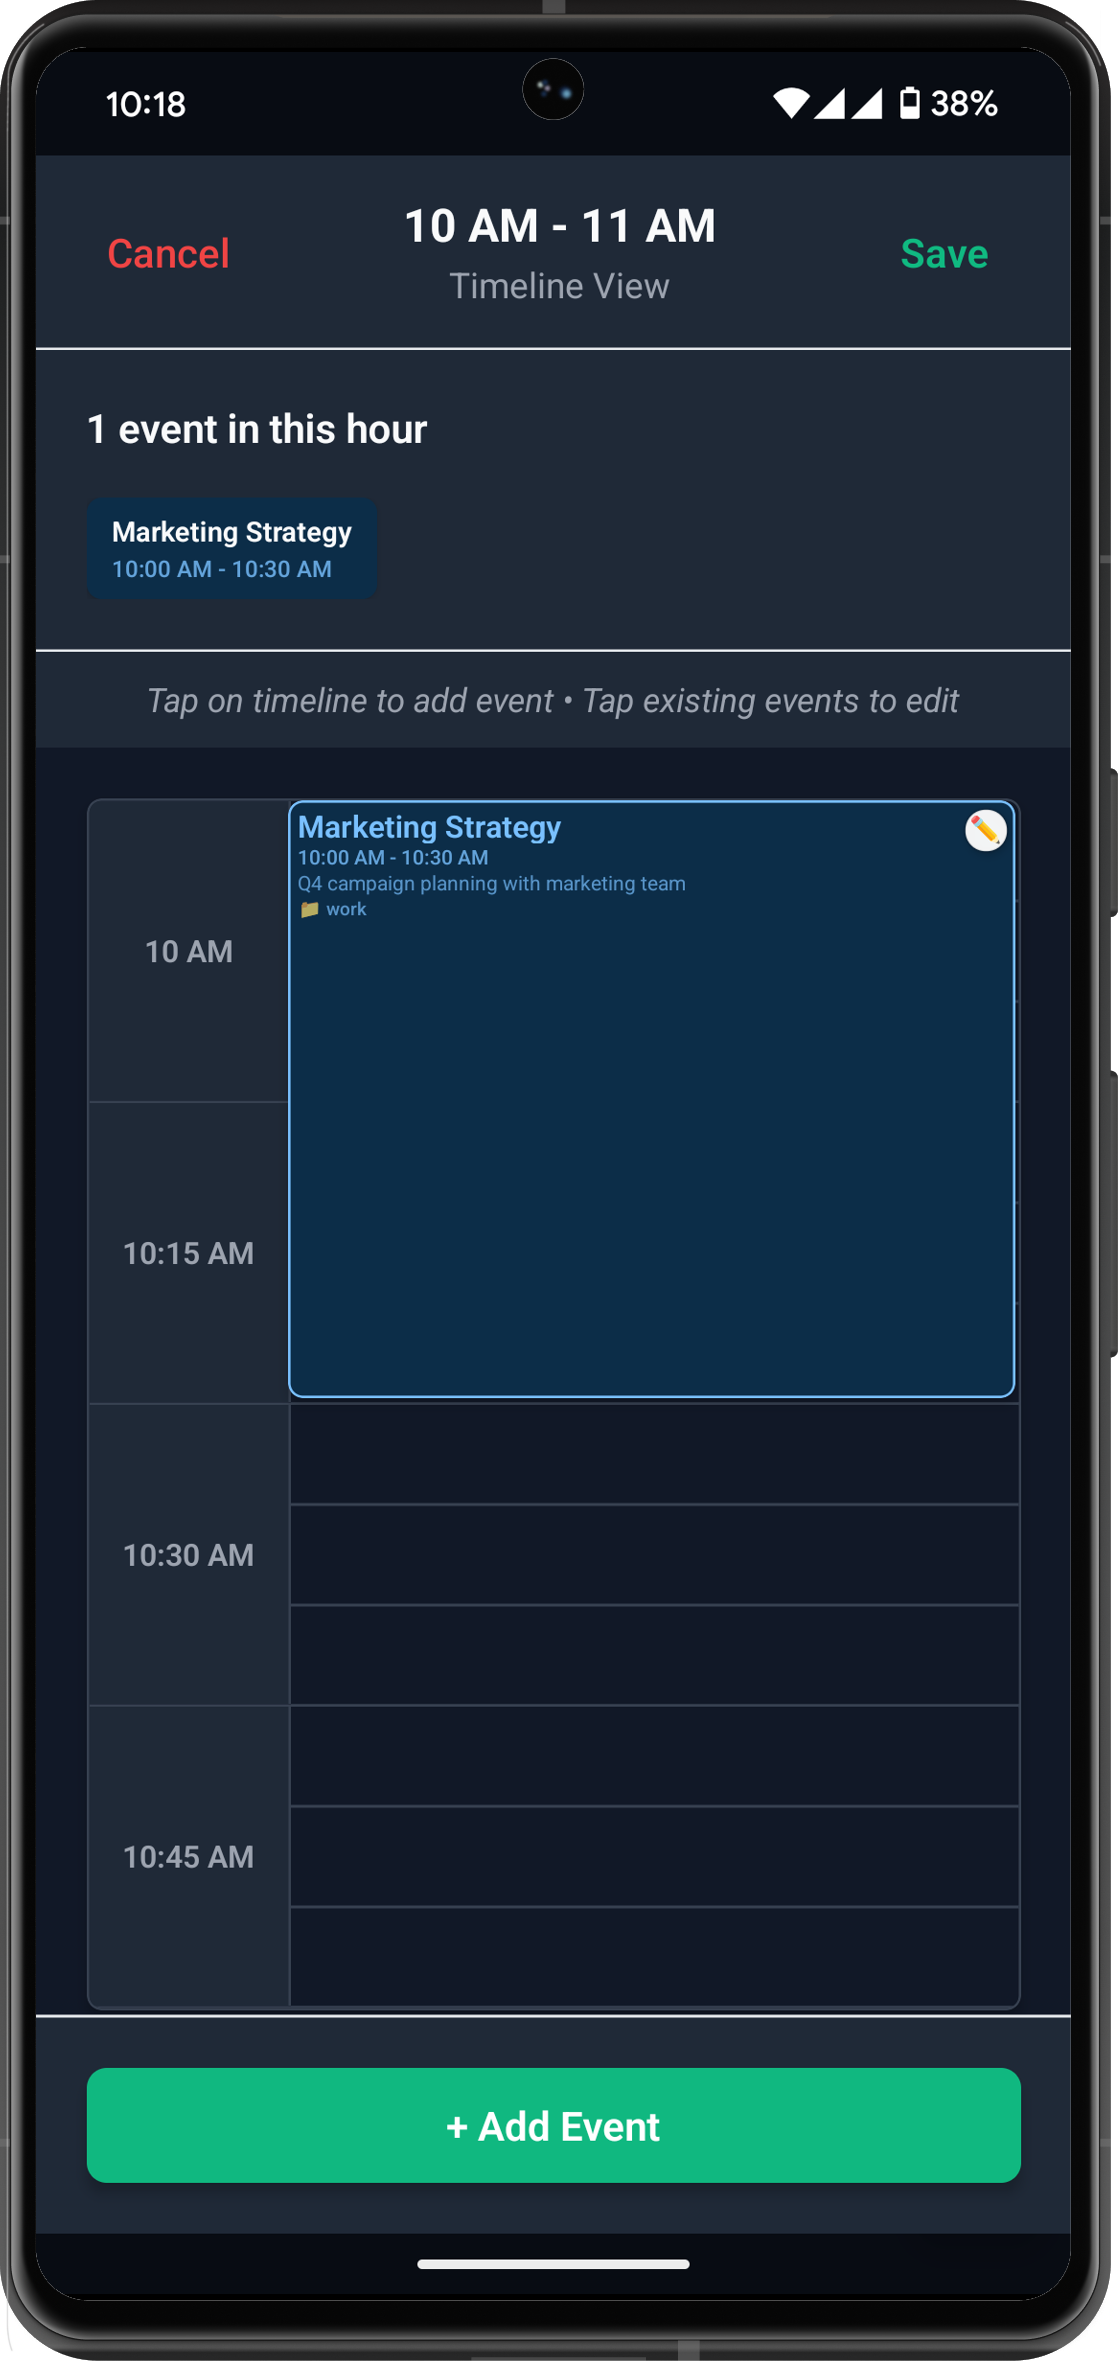 10:18
38%
Cancel
10 AM - 11 AM
Save
Timeline View
1 event in this hour
Marketing Strategy
10:00 AM - 10:30 AM
Tap on timeline to add event • Tap existing events to edit
Marketing Strategy
10:00 AM - 10:30 AM
Q4 campaign planning with marketing team
work
10 AM
10:15 AM
10:30 AM
10:45 AM
+ Add Event